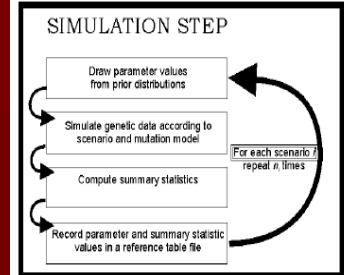 SIMULATION STEP
Draw parameter values
from prior distributions
Simulate genetic data according to
scenario and mutation model
For each scenario i
repeat nᵢ times
Compute summary statistics
Record parameter and summary statistic
values in a reference table file